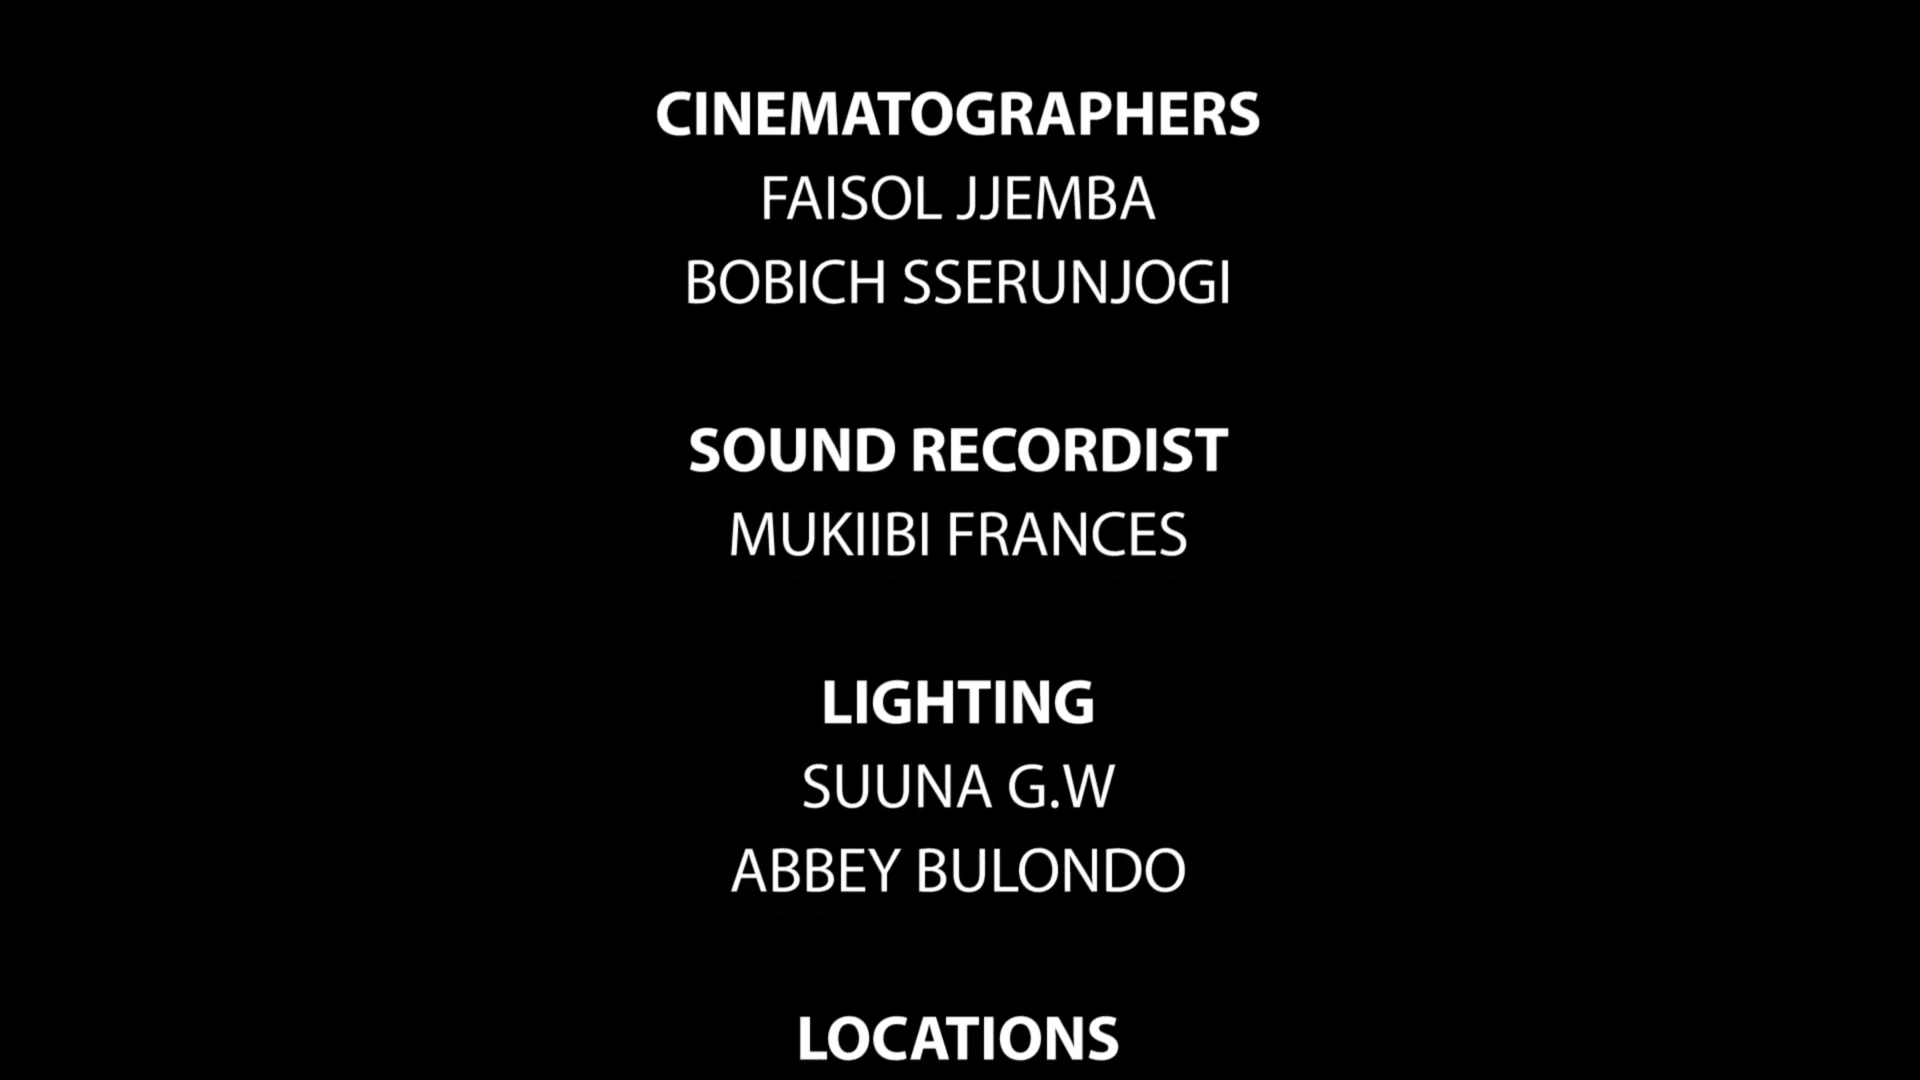 CINEMATOGRAPHERS
FAISOL JJEMBA
BOBICH SSERUNJOGI
SOUND RECORDIST
MUKIIBI FRANCES
LIGHTING
SUUNA G.W
ABBEY BULONDO
LOCATIONS